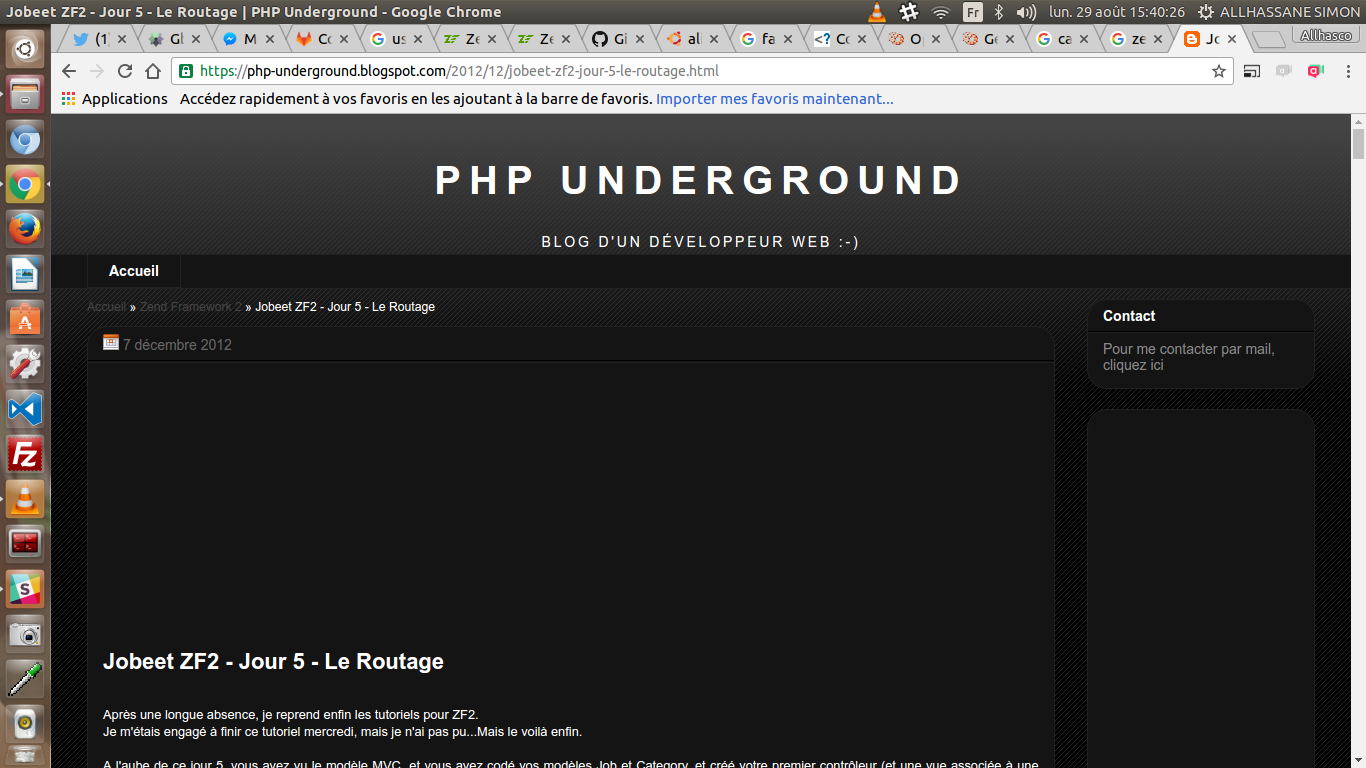 Jobeet ZF2 - Jour 5 - Le Routage | PHP Underground - Google Chrome
Fr
lun. 29 août 15:40:26
ALLHASSANE SIMON
(1)
Gl
M
Co
us
Ze
Ze
Gi
al
fa
<? Co
O
Ge
ca
ze
Jo
Allhasco
https://php-underground.blogspot.com/2012/12/jobeet-zf2-jour-5-le-routage.html
Applications
Accédez rapidement à vos favoris en les ajoutant à la barre de favoris. Importer mes favoris maintenant...
PHP UNDERGROUND
BLOG D'UN DÉVELOPPEUR WEB :-)
Accueil
Accueil » Zend Framework 2 » Jobeet ZF2 - Jour 5 - Le Routage
Contact
Pour me contacter par mail,
cliquez ici
7 décembre 2012
Jobeet ZF2 - Jour 5 - Le Routage
Après une longue absence, je reprend enfin les tutoriels pour ZF2.
Je m'étais engagé à finir ce tutoriel mercredi, mais je n'ai pas pu...Mais le voilà enfin.
A l'aube de ce jour 5, vous avez vu le modèle MVC, et vous avez codé vos modèles Job et Category, et créé votre premier contrôleur (et une vue associée à une